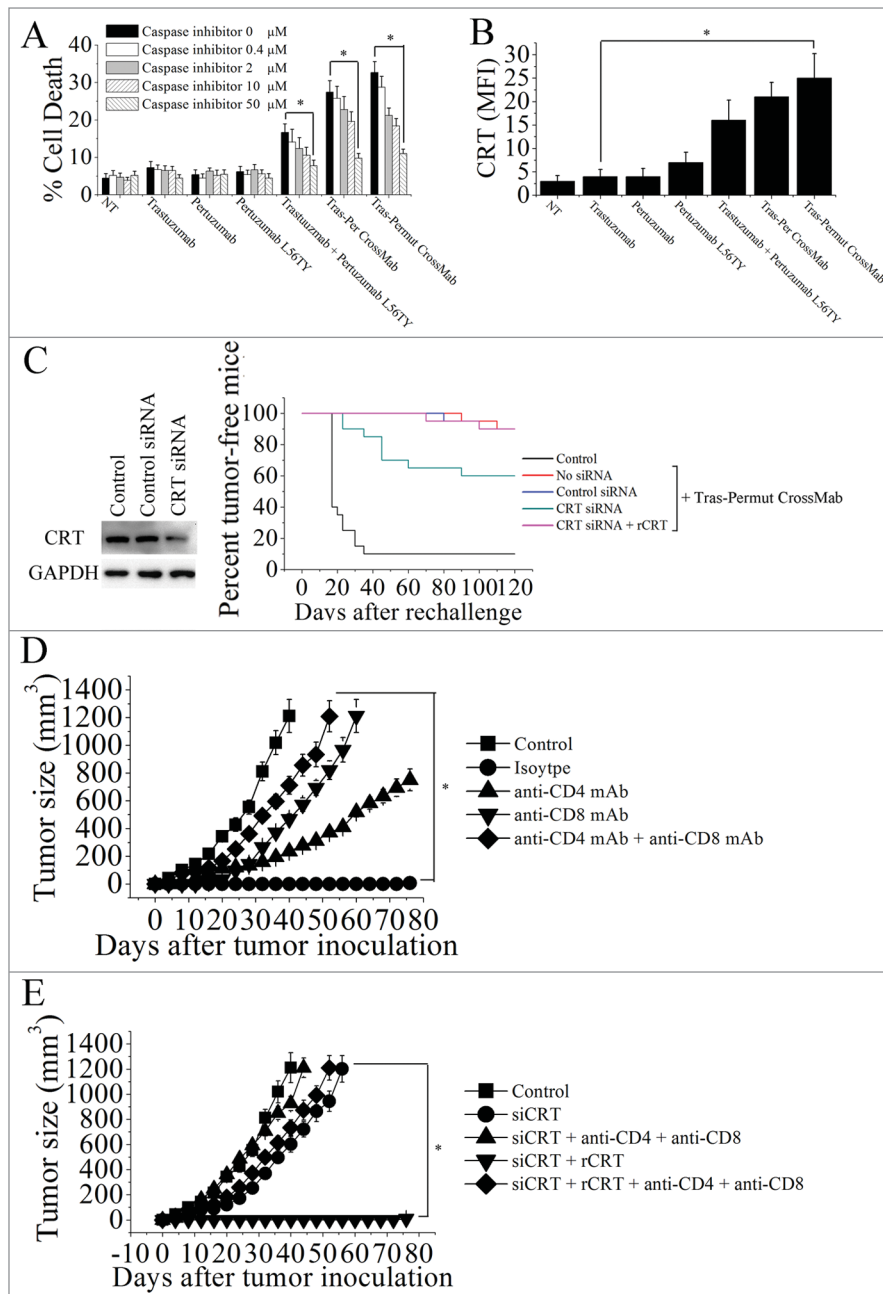 A
% Cell Death
40
30
20
10
0
Caspase inhibitor 0 µM
Caspase inhibitor 0.4 µM
Caspase inhibitor 2 µM
Caspase inhibitor 10 µM
Caspase inhibitor 50 µM
*
*
*
NT
Trastuzumab
Pertuzumab
Pertuzumab L56TY
Trastuuzmab + Pertuzumab L56TY
Tras-Per CrossMab
Tras-Permut CrossMab
B
CRT (MFI)
30
25
20
15
10
5
0
*
NT
Trastuzumab
Pertuzumab
Pertuzumab L56TY
Trastuzumab + Pertuzumab L56TY
Tras-Per CrossMab
Tras-Permut CrossMab
C
Control
Control siRNA
CRT siRNA
CRT
GAPDH
Percent tumor-free mice
100
80
60
40
20
0
0 20 40 60 80 100 120
Days after rechallenge
Control
No siRNA
Control siRNA
CRT siRNA
CRT siRNA + rCRT
+ Tras-Permut CrossMab
D
Tumor size (mm³)
1400
1200
1000
800
600
400
200
0
0 10 20 30 40 50 60 70 80
Days after tumor inoculation
*
Control
Isoytpe
anti-CD4 mAb
anti-CD8 mAb
anti-CD4 mAb + anti-CD8 mAb
E
Tumor size (mm³)
1400
1200
1000
800
600
400
200
0
-10 0 10 20 30 40 50 60 70 80
Days after tumor inoculation
*
Control
siCRT
siCRT + anti-CD4 + anti-CD8
siCRT + rCRT
siCRT + rCRT + anti-CD4 + anti-CD8